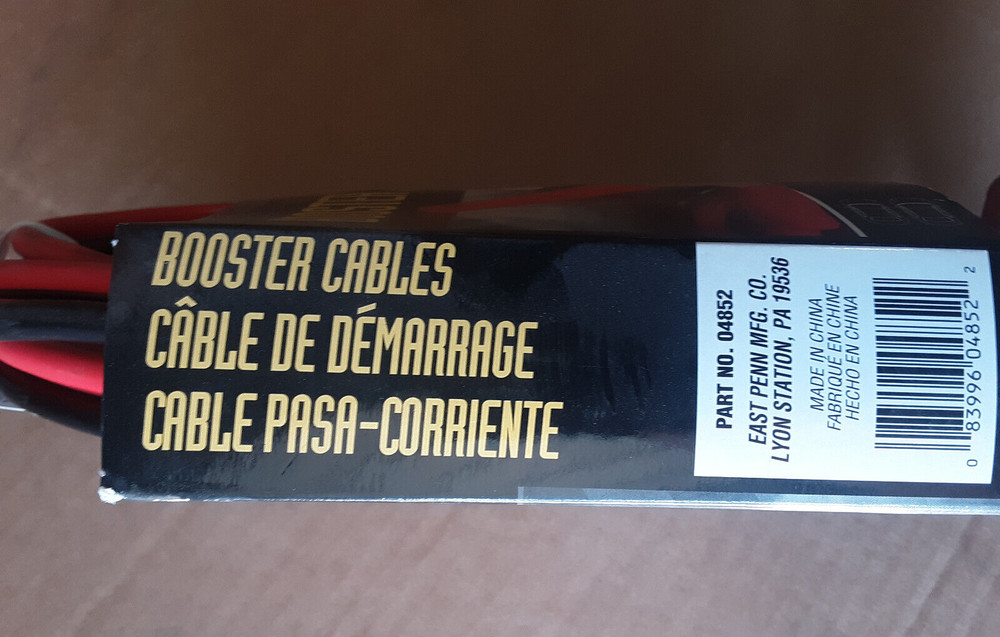 BOOSTER CABLES
CÂBLE DE DÉMARRAGE
CABLE PASA-CORRIENTE
PART NO. 04852
EAST PENN MFG. CO.
LYON STATION, PA 19536
MADE IN CHINA
FABRIQUE EN CHINE
HECHO EN CHINA
0 83996 04852 2